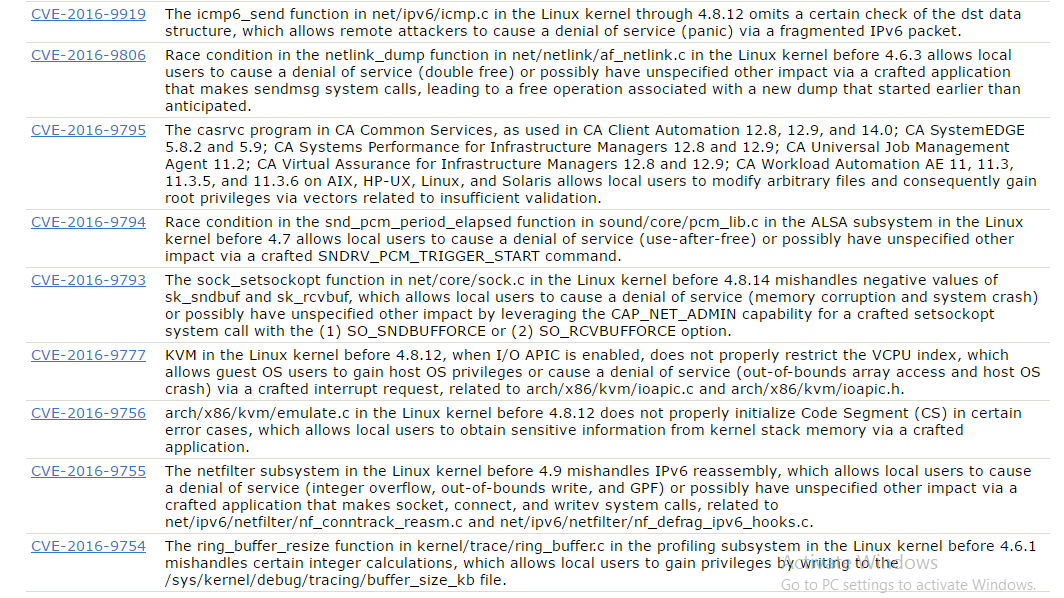 CVE-2016-9919 The icmp6_send function in net/ipv6/icmp.c in the Linux kernel through 4.8.12 omits a certain check of the dst data
structure, which allows remote attackers to cause a denial of service (panic) via a fragmented IPv6 packet.
CVE-2016-9806 Race condition in the netlink_dump function in net/netlink/af_netlink.c in the Linux kernel before 4.6.3 allows local
users to cause a denial of service (double free) or possibly have unspecified other impact via a crafted application
that makes sendmsg system calls, leading to a free operation associated with a new dump that started earlier than
anticipated.
CVE-2016-9795 The casrvc program in CA Common Services, as used in CA Client Automation 12.8, 12.9, and 14.0; CA SystemEDGE
5.8.2 and 5.9; CA Systems Performance for Infrastructure Managers 12.8 and 12.9; CA Universal Job Management
Agent 11.2; CA Virtual Assurance for Infrastructure Managers 12.8 and 12.9; CA Workload Automation AE 11, 11.3,
11.3.5, and 11.3.6 on AIX, HP-UX, Linux, and Solaris allows local users to modify arbitrary files and consequently gain
root privileges via vectors related to insufficient validation.
CVE-2016-9794 Race condition in the snd_pcm_period_elapsed function in sound/core/pcm_lib.c in the ALSA subsystem in the Linux
kernel before 4.7 allows local users to cause a denial of service (use-after-free) or possibly have unspecified other
impact via a crafted SNDRV_PCM_TRIGGER_START command.
CVE-2016-9793 The sock_setsockopt function in net/core/sock.c in the Linux kernel before 4.8.14 mishandles negative values of
sk_sndbuf and sk_rcvbuf, which allows local users to cause a denial of service (memory corruption and system crash)
or possibly have unspecified other impact by leveraging the CAP_NET_ADMIN capability for a crafted setsockopt
system call with the (1) SO_SNDBUFFORCE or (2) SO_RCVBUFFORCE option.
CVE-2016-9777 KVM in the Linux kernel before 4.8.12, when I/O APIC is enabled, does not properly restrict the VCPU index, which
allows guest OS users to gain host OS privileges or cause a denial of service (out-of-bounds array access and host OS
crash) via a crafted interrupt request, related to arch/x86/kvm/ioapic.c and arch/x86/kvm/ioapic.h.
CVE-2016-9756 arch/x86/kvm/emulate.c in the Linux kernel before 4.8.12 does not properly initialize Code Segment (CS) in certain
error cases, which allows local users to obtain sensitive information from kernel stack memory via a crafted
application.
CVE-2016-9755 The netfilter subsystem in the Linux kernel before 4.9 mishandles IPv6 reassembly, which allows local users to cause
a denial of service (integer overflow, out-of-bounds write, and GPF) or possibly have unspecified other impact via a
crafted application that makes socket, connect, and writev system calls, related to
net/ipv6/netfilter/nf_conntrack_reasm.c and net/ipv6/netfilter/nf_defrag_ipv6_hooks.c.
CVE-2016-9754 The ring_buffer_resize function in kernel/trace/ring_buffer.c in the profiling subsystem in the Linux kernel before 4.6.1
mishandles certain integer calculations, which allows local users to gain privileges by writing to the
/sys/kernel/debug/tracing/buffer_size_kb file.
Activate Windows
Go to PC settings to activate Windows.